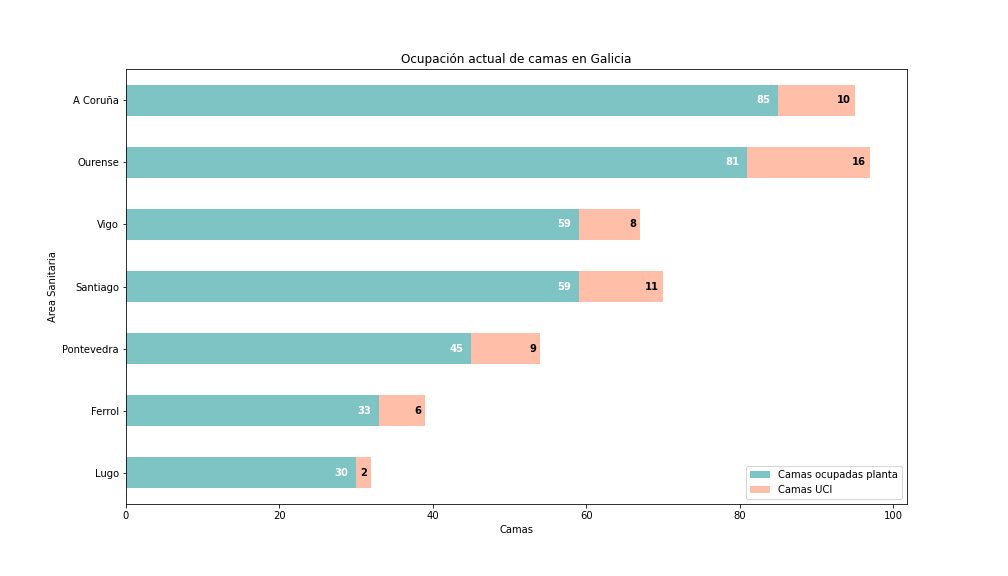 Ocupación actual de camas en Galicia
A Coruña 85 10
Ourense 81 16
Vigo 59 8
Santiago 59 11
Pontevedra 45 9
Ferrol 33 6
Lugo 30 2
Area Sanitaria
Camas ocupadas planta
Camas UCI
0 20 40 60 80 100
Camas